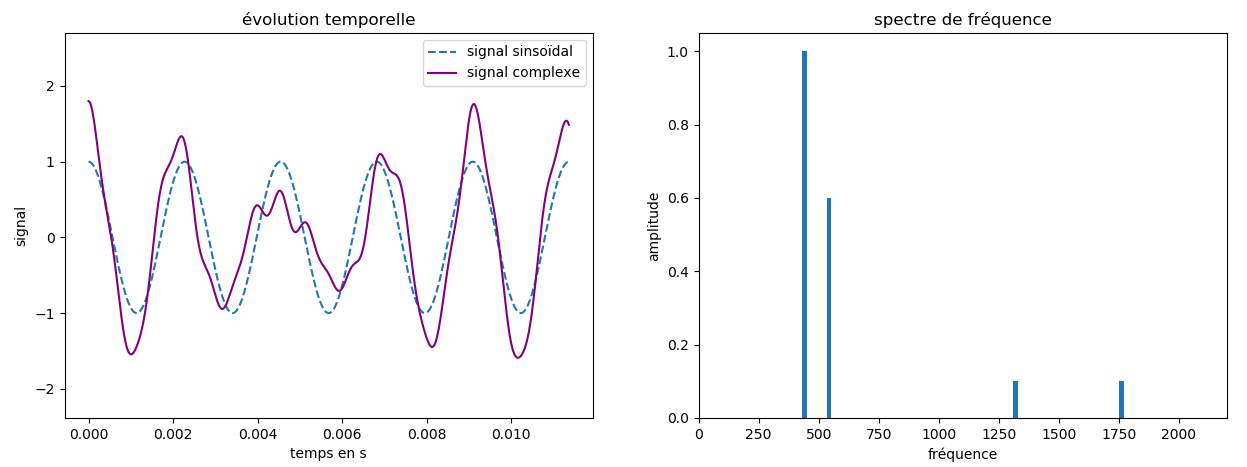 évolution temporelle
signal sinsoïdal
signal complexe
signal
2
1
0
−1
−2
0.000 0.002 0.004 0.006 0.008 0.010
temps en s
spectre de fréquence
amplitude
1.0
0.8
0.6
0.4
0.2
0.0
0 250 500 750 1000 1250 1500 1750 2000
fréquence